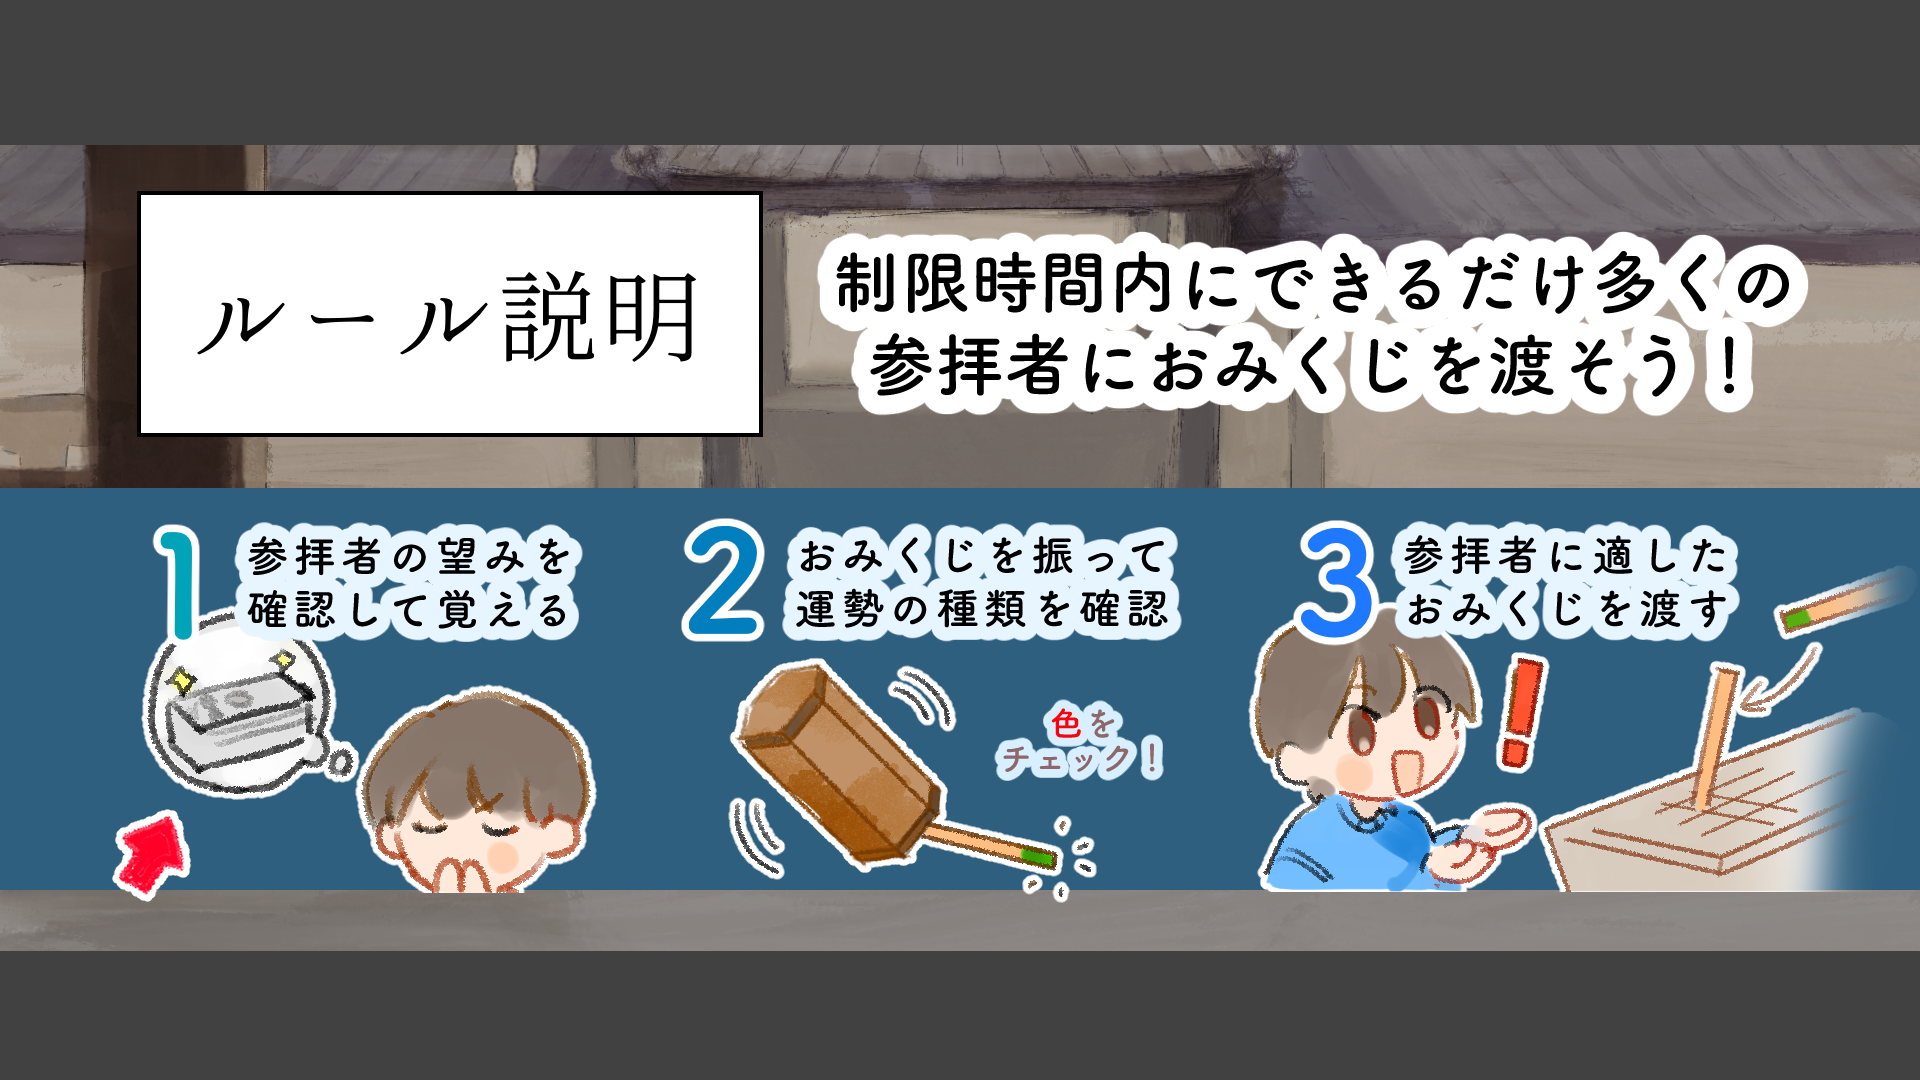 ルール説明
制限時間内にできるだけ多くの
参拝者におみくじを渡そう！
1
参拝者の望みを
確認して覚える
2
おみくじを振って
運勢の種類を確認
色を
チェック！
3
参拝者に適した
おみくじを渡す